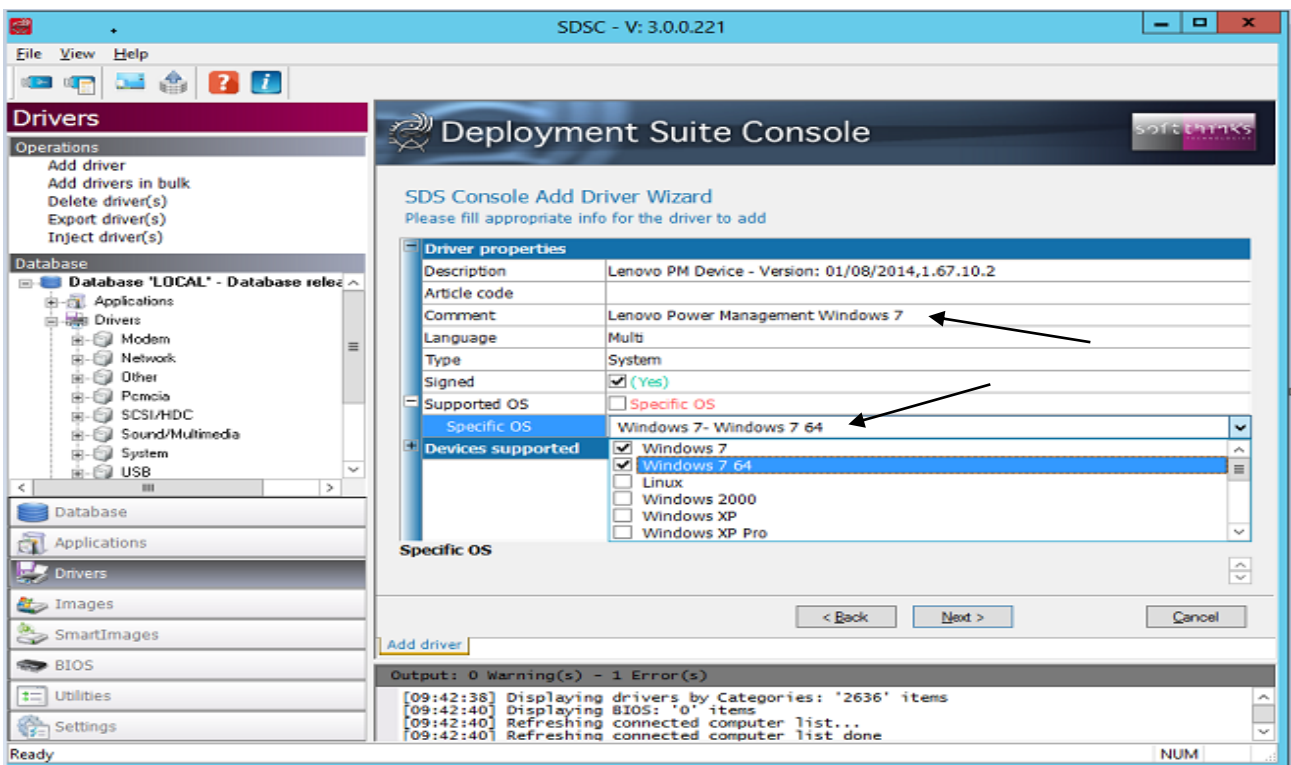 SDSC - V: 3.0.0.221
File View Help
Drivers
Operations
Add driver
Add drivers in bulk
Delete driver(s)
Export driver(s)
Inject driver(s)
Database
Database 'LOCAL' - Database relea
Applications
Drivers
Modem
Network
Other
Pcmcia
SCSI/HDC
Sound/Multimedia
System
USB
Database
Applications
Drivers
Images
SmartImages
BIOS
Utilities
Settings
Deployment Suite Console
softthinks
SDS Console Add Driver Wizard
Please fill appropriate info for the driver to add
Driver properties
Description Lenovo PM Device - Version: 01/08/2014,1.67.10.2
Article code
Comment Lenovo Power Management Windows 7
Language Multi
Type System
Signed (Yes)
Supported OS Specific OS
Specific OS Windows 7- Windows 7 64
Devices supported Windows 7
Windows 7 64
Linux
Windows 2000
Windows XP
Windows XP Pro
Specific OS
< Back Next > Cancel
Add driver
Output: 0 Warning(s) - 1 Error(s)
[09:42:38] Displaying drivers by Categories: '2636' items
[09:42:40] Displaying BIOS: '0' items
[09:42:40] Refreshing connected computer list...
[09:42:40] Refreshing connected computer list done
Ready NUM